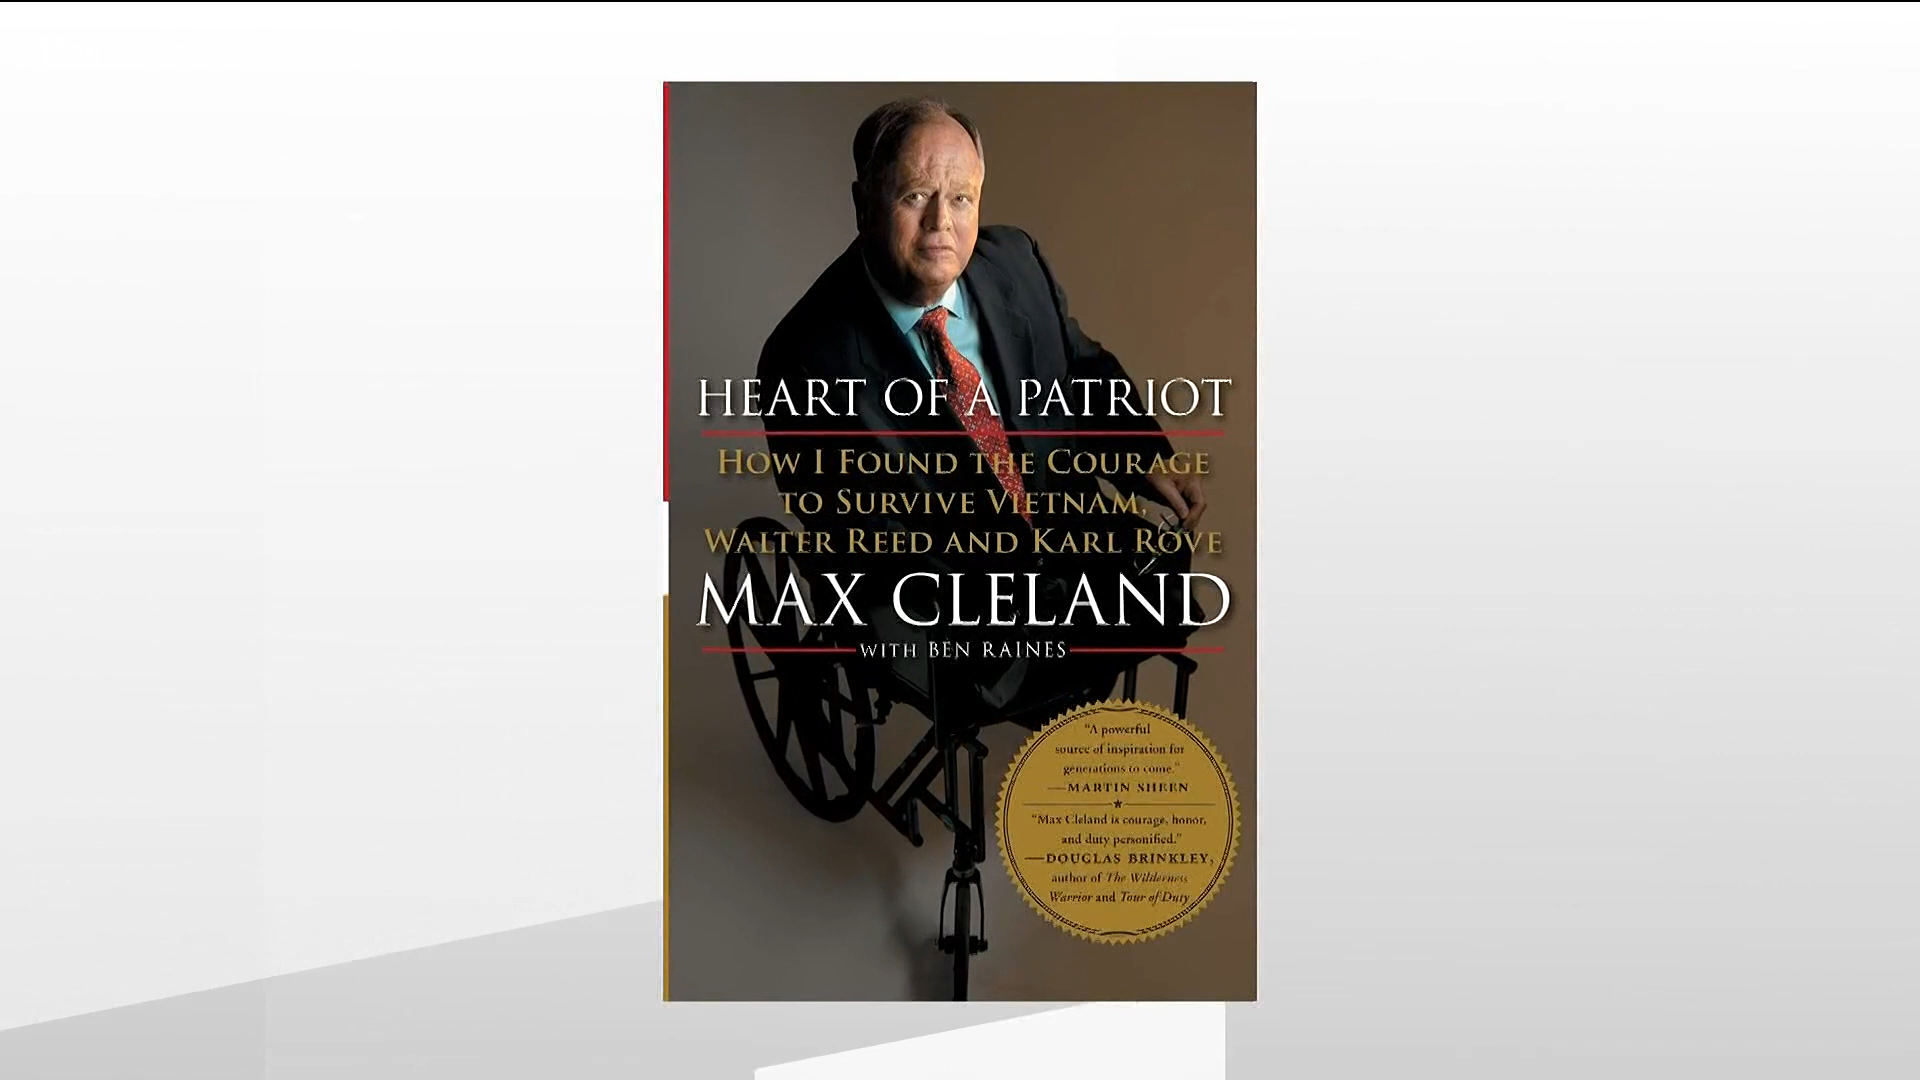 HEART OF A PATRIOT
HOW I FOUND THE COURAGE
TO SURVIVE VIETNAM,
WALTER REED AND KARL ROVE
MAX CLELAND
WITH BEN RAINES
"A powerful
source of inspiration for
generations to come."
—MARTIN SHEEN
"Max Cleland is courage, honor,
and duty personified."
—DOUGLAS BRINKLEY,
author of The Wilderness
Warrior and Tour of Duty